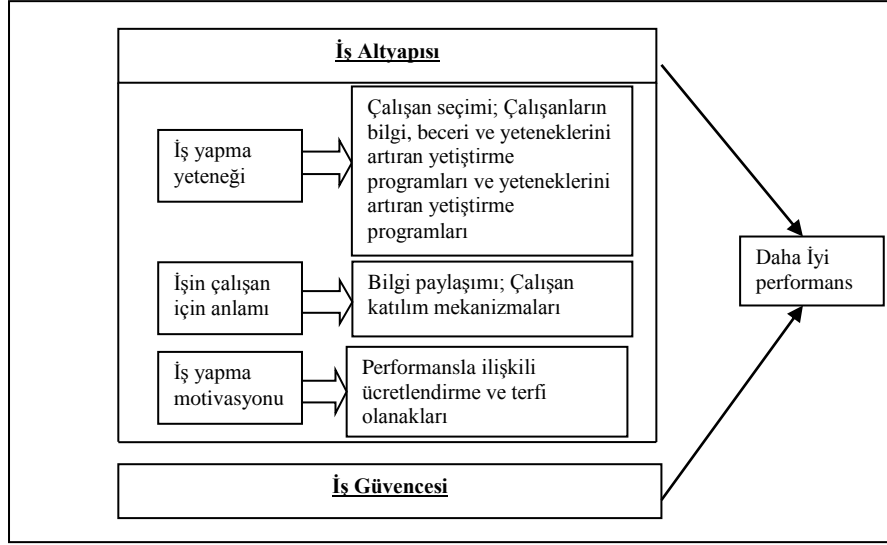 İş Altyapısı
İş yapma
yeteneği
Çalışan seçimi; Çalışanların
bilgi, beceri ve yeteneklerini
artıran yetiştirme
programları ve yeteneklerini
artıran yetiştirme
programları
İşin çalışan
için anlamı
Bilgi paylaşımı; Çalışan
katılım mekanizmaları
İş yapma
motivasyonu
Performansla ilişkili
ücretlendirme ve terfi
olanakları
Daha İyi
performans
İş Güvencesi